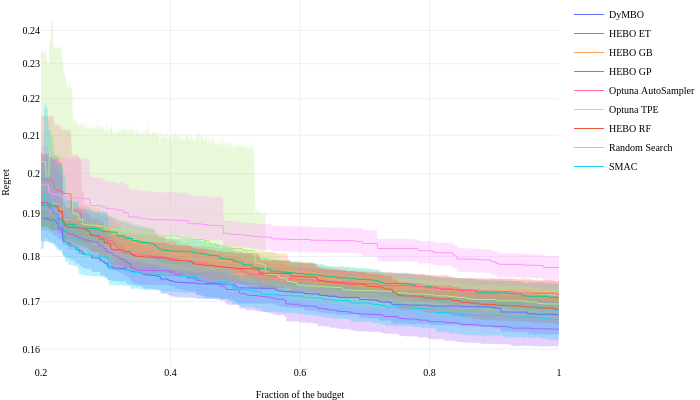 0.24
0.23
0.22
0.21
0.2
0.19
0.18
0.17
0.16
Regret
0.2
0.4
0.6
0.8
1
Fraction of the budget
DyMBO
HEBO ET
HEBO GB
HEBO GP
Optuna AutoSampler
Optuna TPE
HEBO RF
Random Search
SMAC